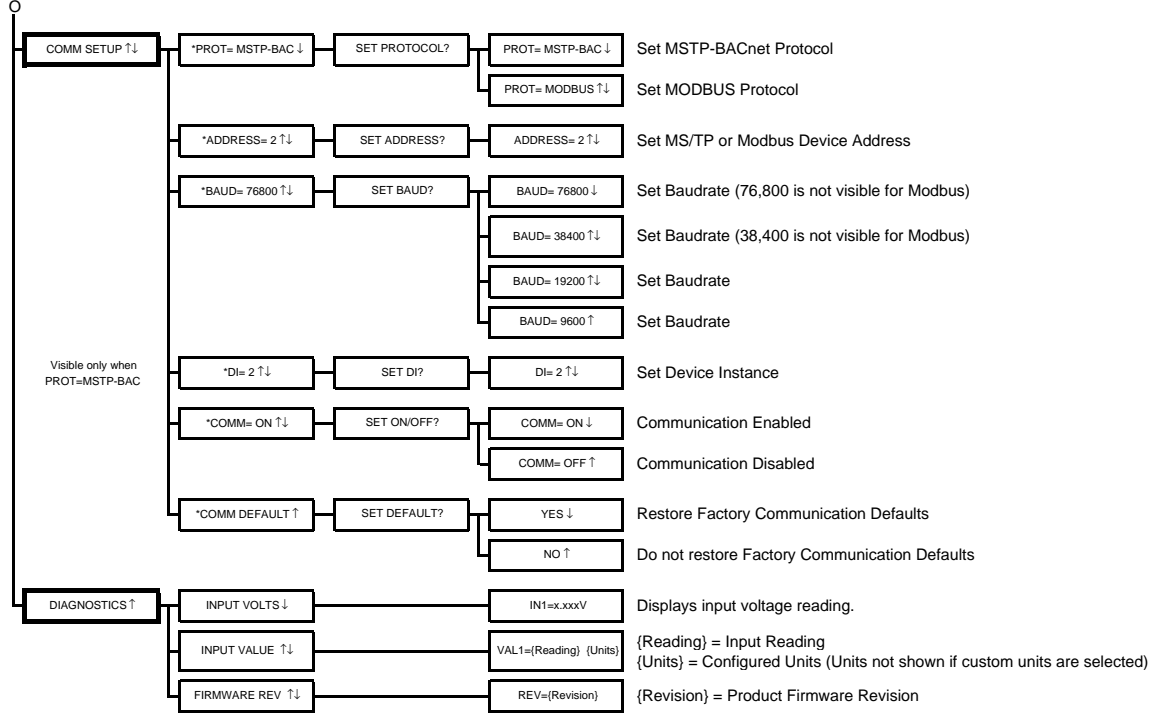 O
COMM SETUP ↑↓ *PROT= MSTP-BAC ↓ SET PROTOCOL? PROT= MSTP-BAC ↓ Set MSTP-BACnet Protocol
PROT= MODBUS ↑↓ Set MODBUS Protocol
*ADDRESS= 2 ↑↓ SET ADDRESS? ADDRESS= 2 ↑↓ Set MS/TP or Modbus Device Address
*BAUD= 76800 ↑↓ SET BAUD? BAUD= 76800 ↓ Set Baudrate (76,800 is not visible for Modbus)
BAUD= 38400 ↑↓ Set Baudrate (38,400 is not visible for Modbus)
BAUD= 19200 ↑↓ Set Baudrate
BAUD= 9600 ↑ Set Baudrate
Visible only when
PROT=MSTP-BAC
*DI= 2 ↑↓ SET DI? DI= 2 ↑↓ Set Device Instance
*COMM= ON ↑↓ SET ON/OFF? COMM= ON ↓ Communication Enabled
COMM= OFF ↑ Communication Disabled
*COMM DEFAULT ↑ SET DEFAULT? YES ↓ Restore Factory Communication Defaults
NO ↑ Do not restore Factory Communication Defaults
DIAGNOSTICS ↑ INPUT VOLTS ↓ IN1=x.xxxV Displays input voltage reading.
INPUT VALUE ↑↓ VAL1={Reading} {Units} {Reading} = Input Reading
{Units} = Configured Units (Units not shown if custom units are selected)
FIRMWARE REV ↑↓ REV={Revision} {Revision} = Product Firmware Revision